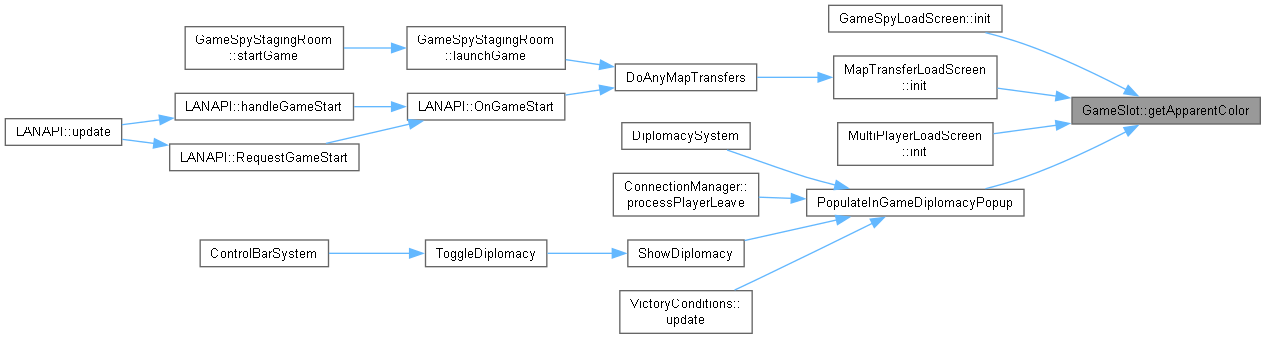 GameSpyLoadScreen::init
GameSpyStagingRoom
::startGame
GameSpyStagingRoom
::launchGame
DoAnyMapTransfers
MapTransferLoadScreen
::init
LANAPI::handleGameStart
LANAPI::OnGameStart
GameSlot::getApparentColor
LANAPI::update
LANAPI::RequestGameStart
DiplomacySystem
MultiPlayerLoadScreen
::init
ConnectionManager::
processPlayerLeave
PopulateInGameDiplomacyPopup
ControlBarSystem
ToggleDiplomacy
ShowDiplomacy
VictoryConditions::
update